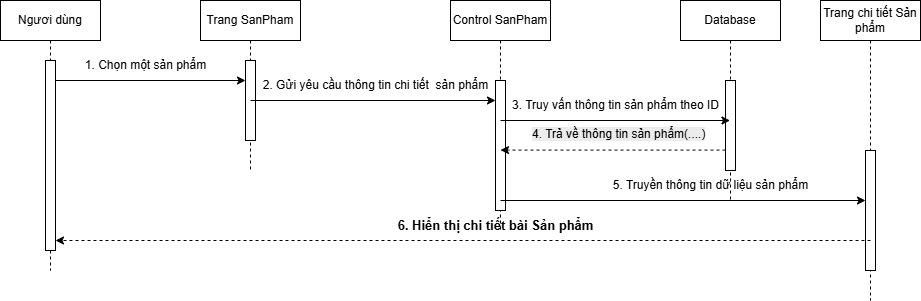 Ngươi dùng
Trang SanPham
Control SanPham
Database
Trang chi tiết Sản
phẩm
1. Chọn một sản phẩm
2. Gửi yêu cầu thông tin chi tiết sản phẩm
3. Truy vấn thông tin sản phẩm theo ID
4. Trả về thông tin sản phẩm(....)
5. Truyền thông tin dữ liệu sản phẩm
6. Hiển thị chi tiết bài Sản phẩm